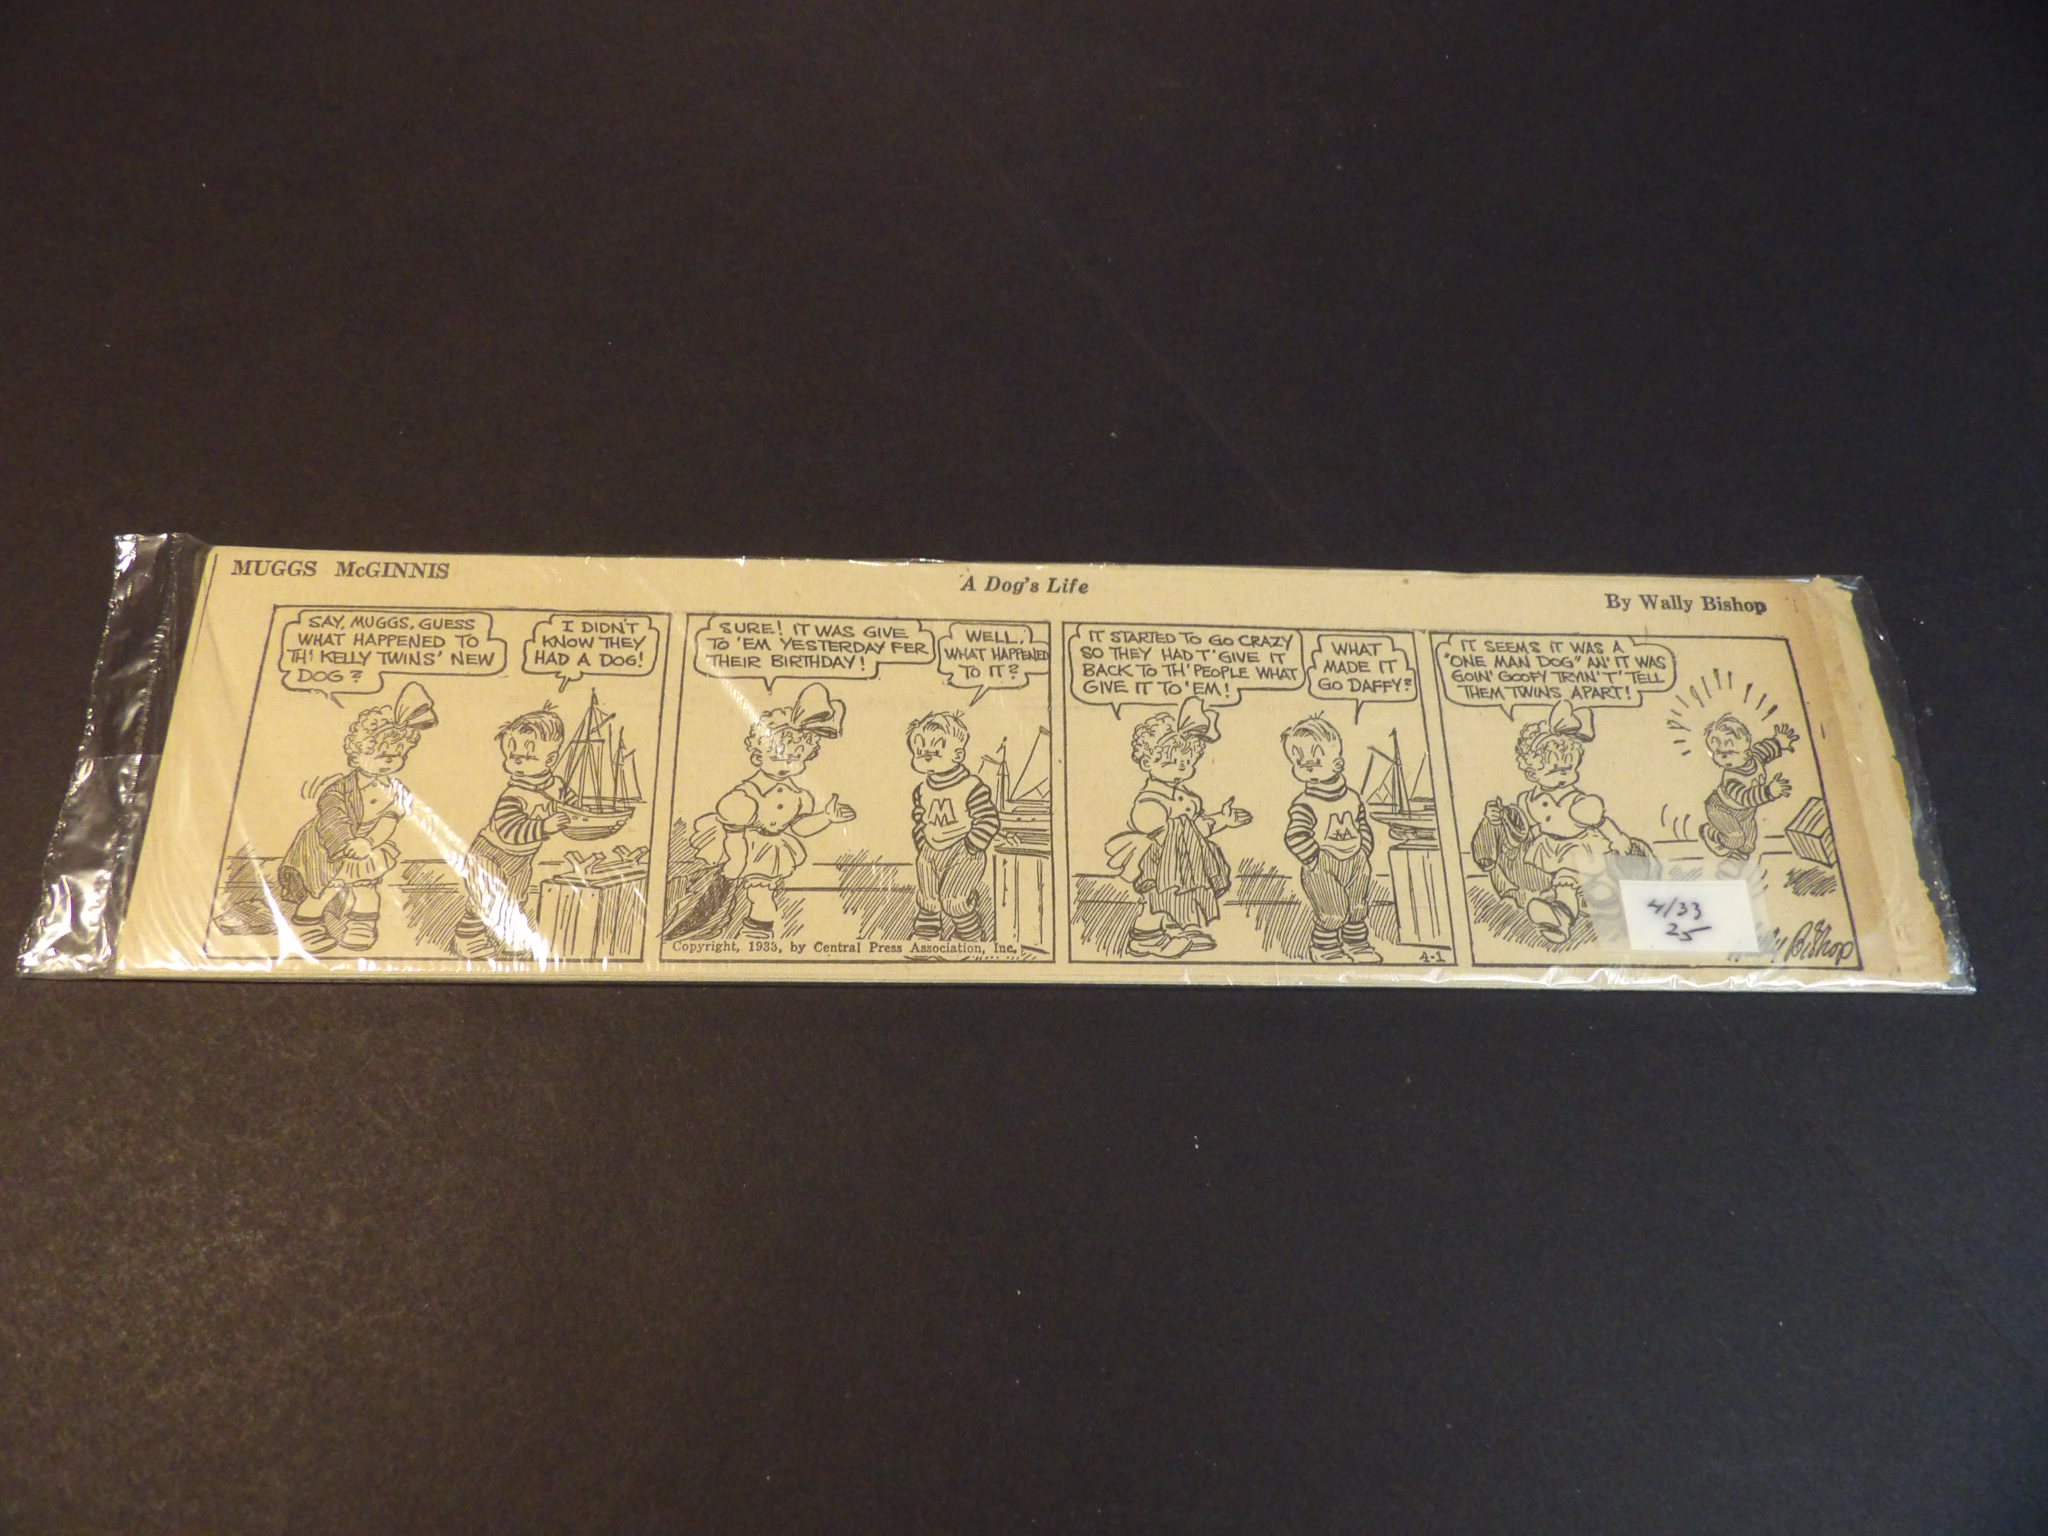 MUGGS McGINNIS
A Dog's Life
By Wally Bishop
SAY, MUGGS, GUESS
WHAT HAPPENED TO
TH' KELLY TWINS' NEW
DOG?
I DIDN'T
KNOW THEY
HAD A DOG!
M
SURE! IT WAS GIVE
TO 'EM YESTERDAY FER
THEIR BIRTHDAY!
WELL,
WHAT HAPPENED
TO IT?
M
Copyright, 1933, by Central Press Association, Inc.
IT STARTED TO GO CRAZY
SO THEY HAD T' GIVE IT
BACK TO TH' PEOPLE WHAT
GIVE IT TO 'EM!
WHAT
MADE IT
GO DAFFY?
M
4-1
IT SEEMS IT WAS A
"ONE MAN DOG" AN' IT WAS
GOIN' GOOFY TRYIN' T' TELL
THEM TWINS APART!
4/33
25
Bishop